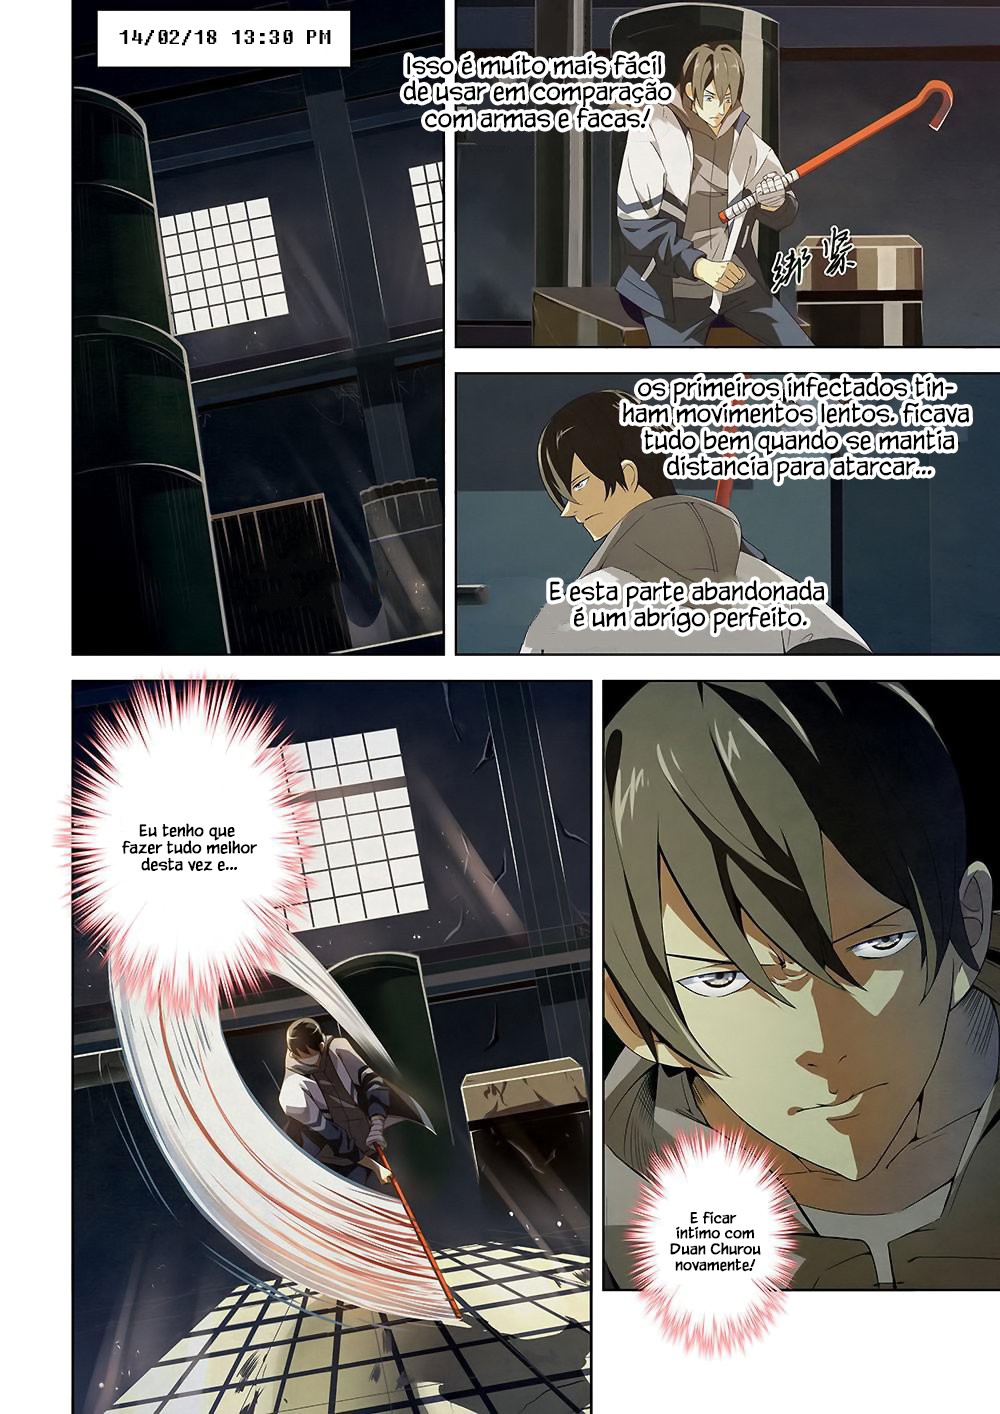 14/02/18 13:30 PM
Isso é muito mais fácil
de usar em comparação
com armas e facas!
绑紧
os primeiros infectados tin-
ham movimentos lentos. ficava
tudo bem quando se mantia
distancia para atarcar...
E esta parte abandonada
é um abrigo perfeito.
Eu tenho que
fazer tudo melhor
desta vez e...
E ficar
íntimo com
Duan Churou
novamente!